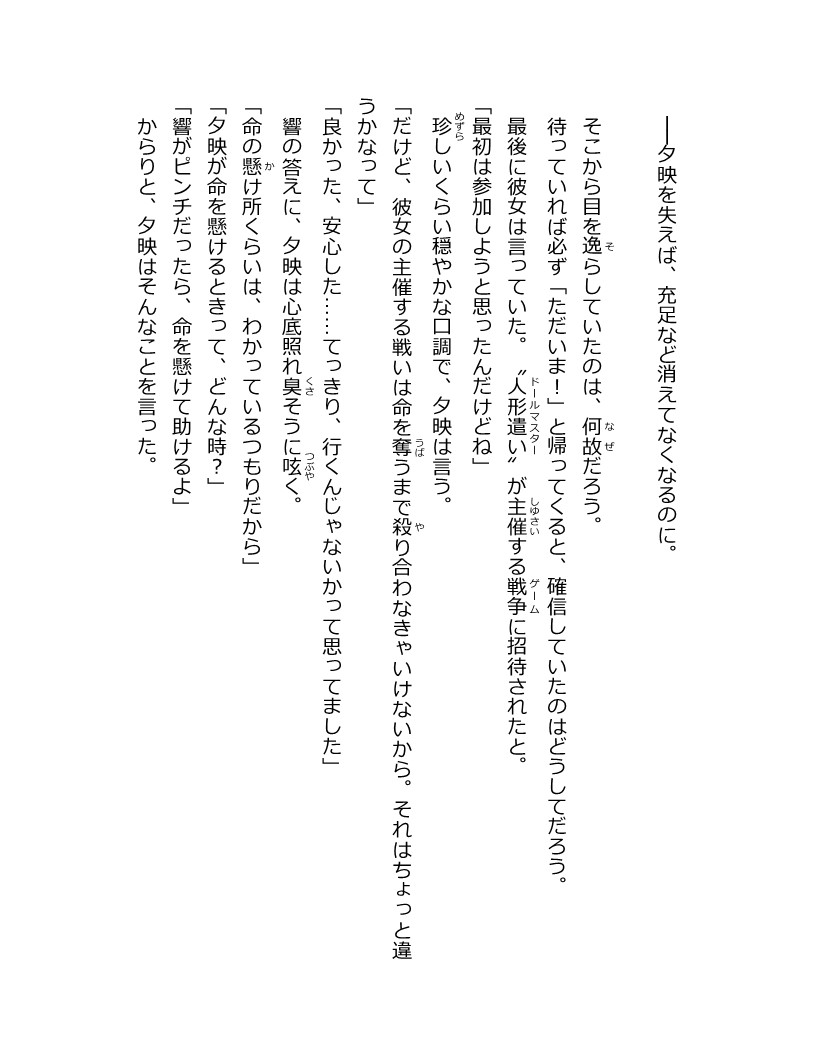 ――夕映を失えば、充足など消えてなくなるのに。
そこから目を逸らしていたのは、何故だろう。
待っていれば必ず「ただいま！」と帰ってくると、確信していたのはどうしてだろう。
最後に彼女は言っていた。〝人形遣い〟が主催する戦争に招待されたと。
「最初は参加しようと思ったんだけどね」
珍しいくらい穏やかな口調で、夕映は言う。
「だけど、彼女の主催する戦いは命を奪うまで殺り合わなきゃいけないから。それはちょっと違
うかなって」
「良かった、安心した……てっきり、行くんじゃないかって思ってました」
響の答えに、夕映は心底照れ臭そうに呟く。
「命の懸け所くらいは、わかっているつもりだから」
「夕映が命を懸けるときって、どんな時？」
「響がピンチだったら、命を懸けて助けるよ」
からりと、夕映はそんなことを言った。